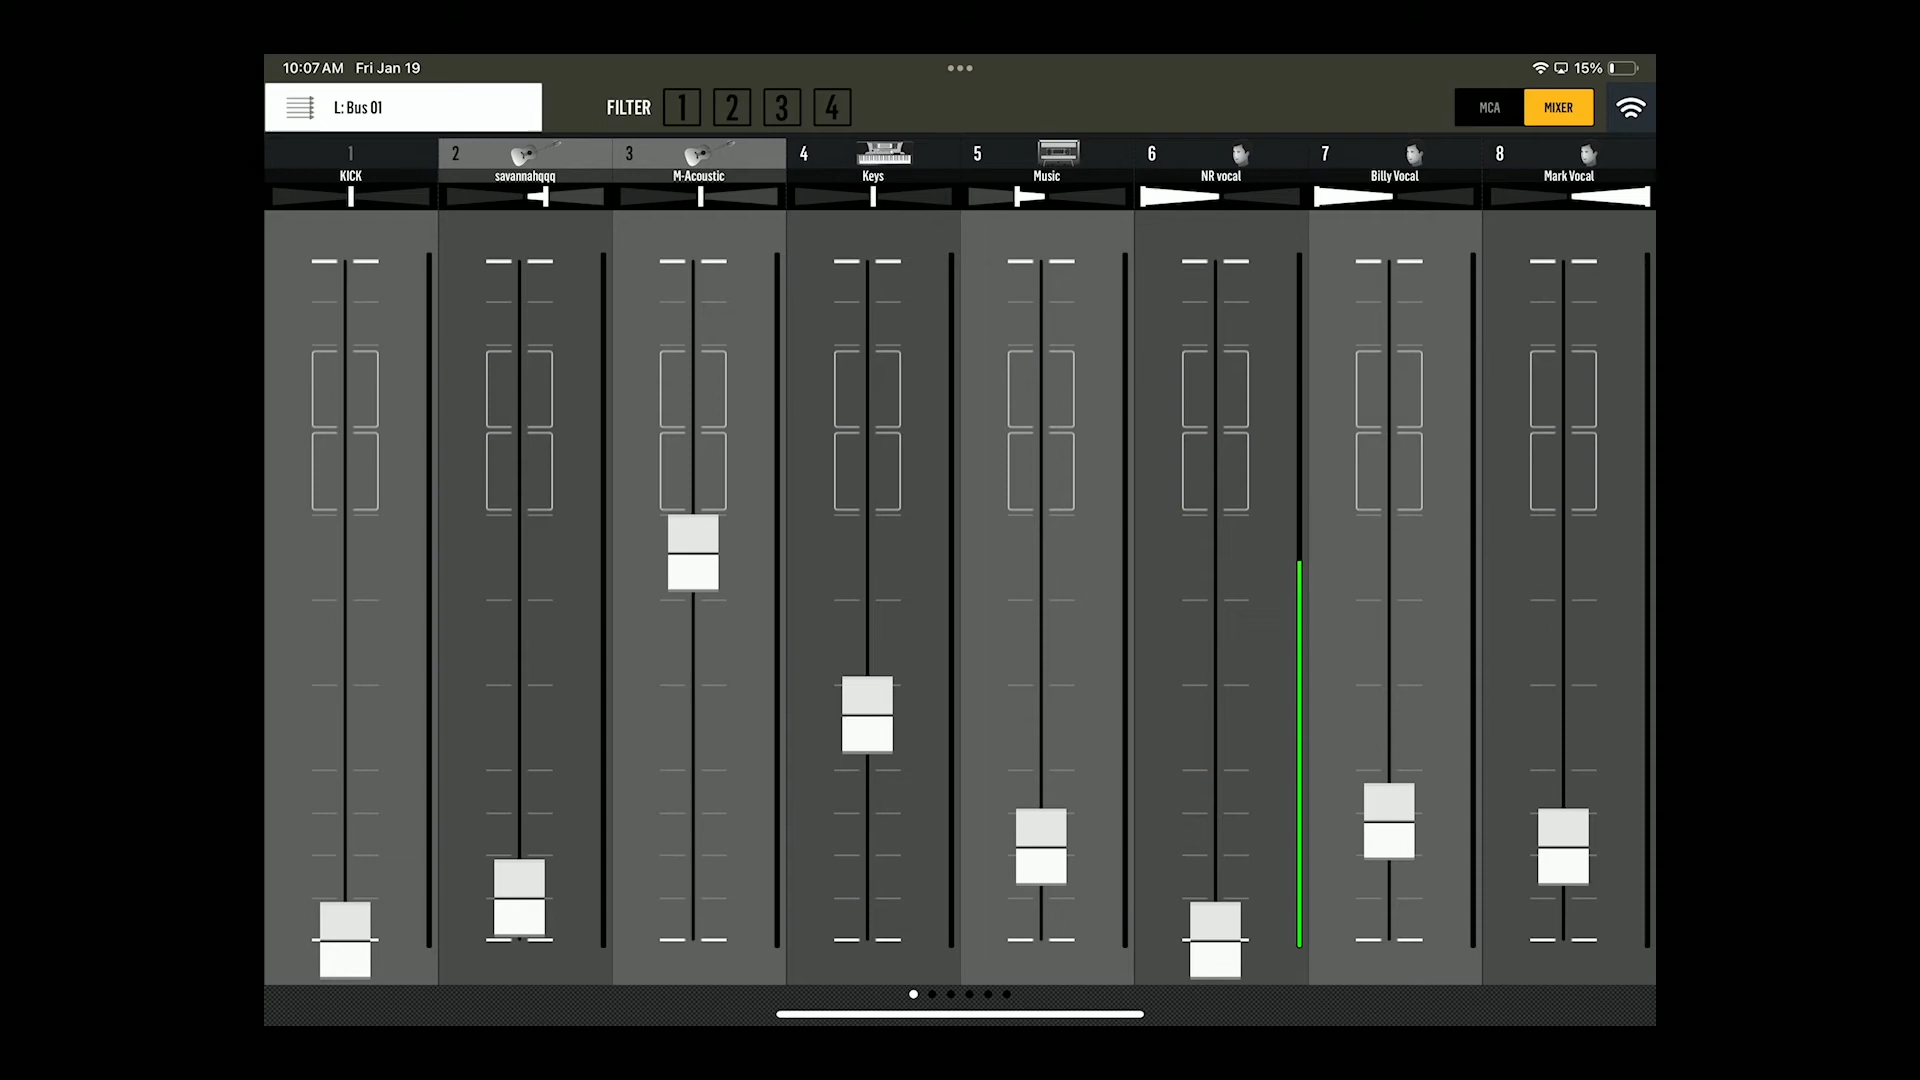 10:07 AM Fri Jan 19
15%
L: Bus 01
FILTER 1 2 3 4
MCA MIXER
1 2 3 4 5 6 7 8
KICK savannahqqq M-Acoustic Keys Music NR vocal Billy Vocal Mark Vocal